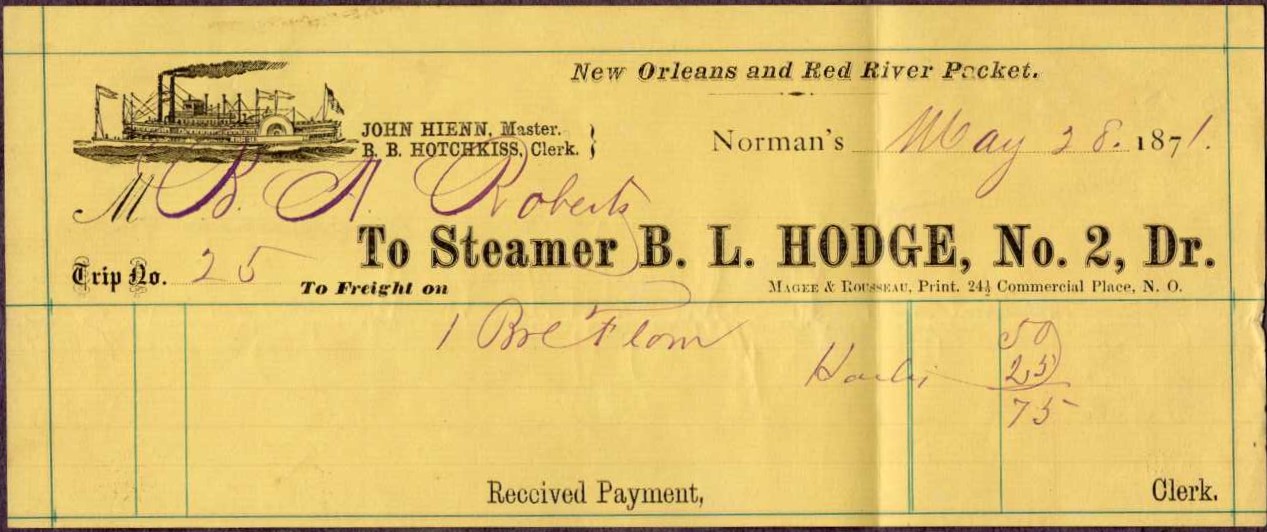 New Orleans and Red River Packet.
JOHN HIENN, Master.
B. B. HOTCHKISS, Clerk.
Norman's May 28. 1871.
M B. A. Roberts
To Steamer B. L. HODGE, No. 2, Dr.
Trip No. 25
To Freight on
MAGEE & ROUSSEAU, Print. 24½ Commercial Place, N. O.
1 Brl Flour 50
25
75
Received Payment,
Clerk.